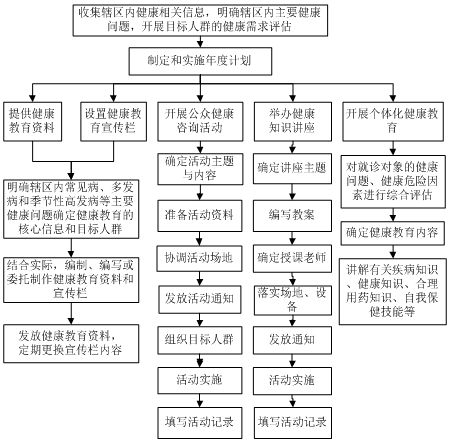 收集辖区内健康相关信息，明确辖区内主要健康
问题，开展目标人群的健康需求评估
制定和实施年度计划
提供健康
教育资料
设置健康教
育宣传栏
明确辖区内常见病、多发
病和季节性高发病等主要
健康问题确定健康教育的
核心信息和目标人群
结合实际，编制、编写或
委托制作健康教育资料和
宣传栏
发放健康教育资料，
定期更换宣传栏内容
开展公众健康
咨询活动
确定活动主题
与内容
准备活动资料
协调活动场地
发放活动通知
组织目标人群
活动实施
填写活动记录
举办健康
知识讲座
确定讲座主题
编写教案
确定授课老师
落实场地、设
备
发放通知
活动实施
填写活动记录
开展个体化健康教
育
对就诊对象的健康
问题、健康危险因
素进行综合评估
确定健康教育内容
讲解有关疾病知识
、健康知识、合理
用药知识、自我保
健技能等